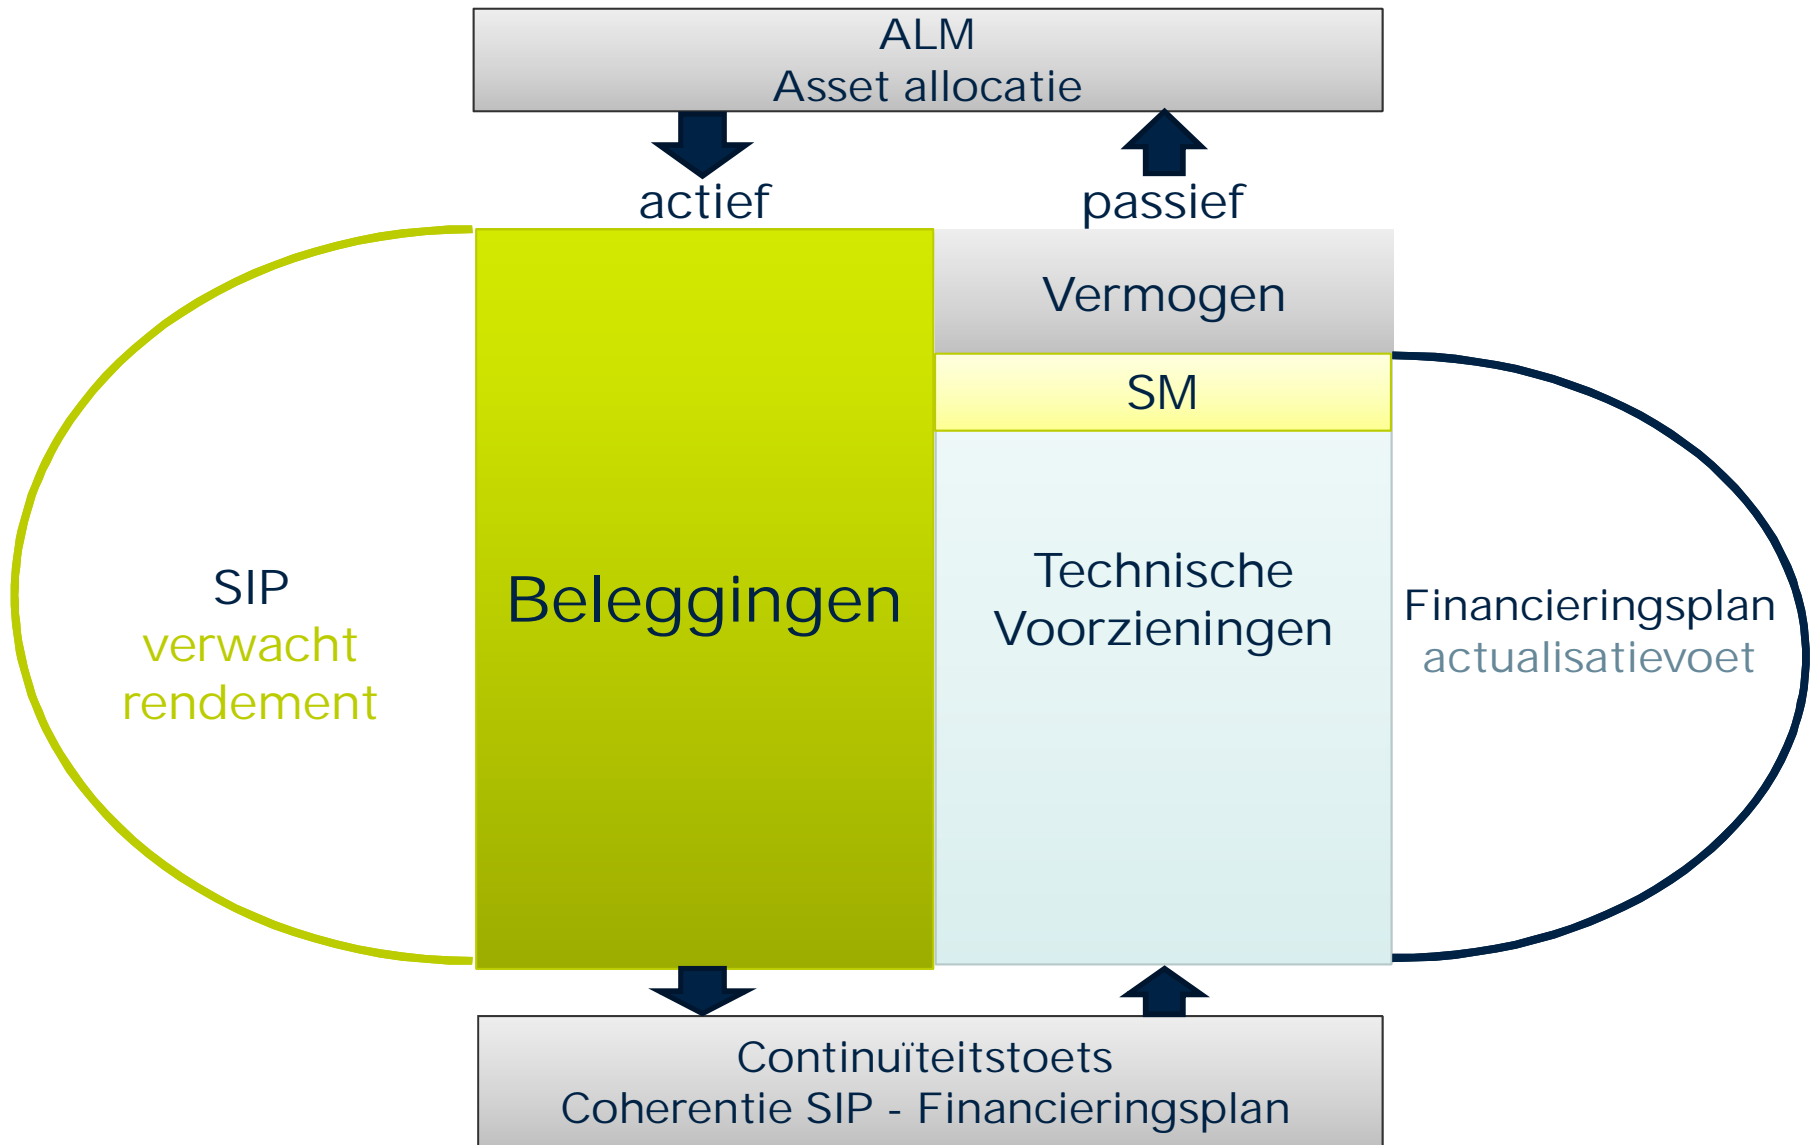 ALM
Asset allocatie
actief
passief
Vermogen
SM
SIP
verwacht
rendement
Beleggingen
Technische
Voorzieningen
Financieringsplan
actualisatievoet
Continuïteitstoets
Coherentie SIP - Financieringsplan